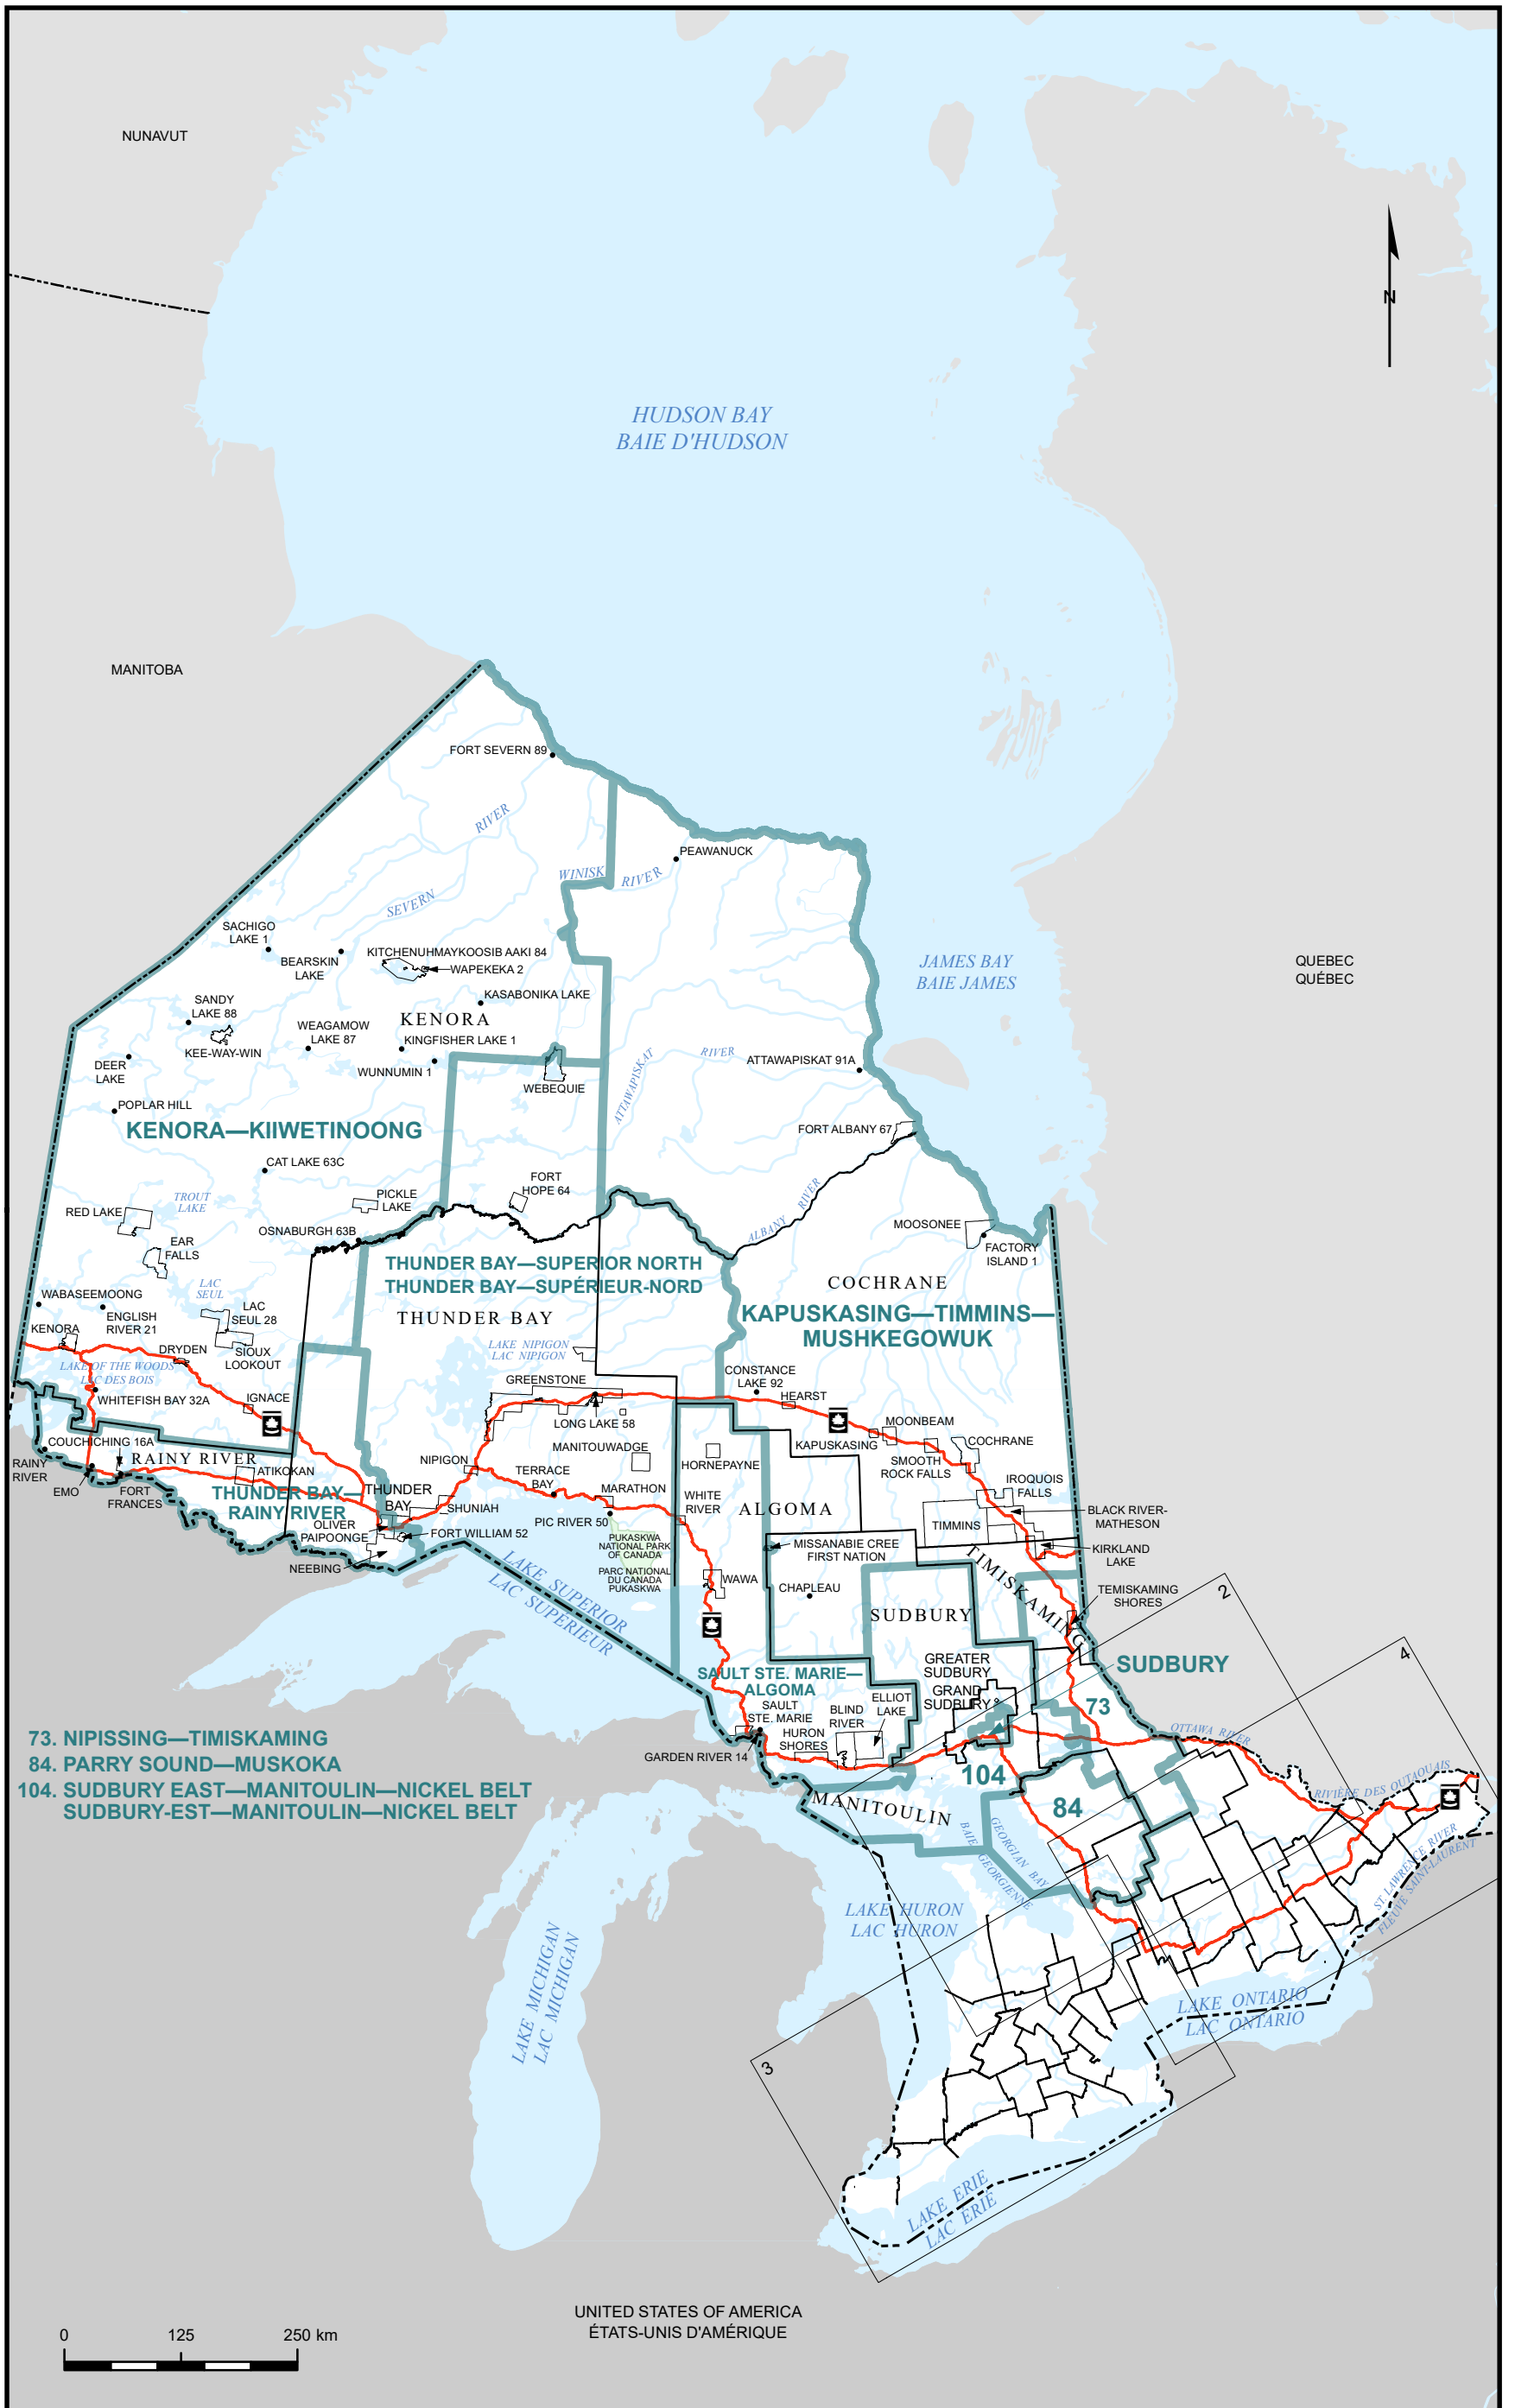 NUNAVUT
N
HUDSON BAY
BAIE D'HUDSON
MANITOBA
FORT SEVERN 89
RIVER
PEAWANUCK
WINISK
RIVER
SEVERN
SACHIGO
LAKE 1
BEARSKIN
LAKE
KITCHENUHMAYKOOSIB AAKI 84
WAPEKEKA 2
JAMES BAY
BAIE JAMES
QUEBEC
QUÉBEC
KASABONIKA LAKE
SANDY
LAKE 88
KENORA
WEAGAMOW
LAKE 87
KINGFISHER LAKE 1
KEE-WAY-WIN
DEER
LAKE
WUNNUMIN 1
WEBEQUIE
ATTAWAPISKAT
RIVER
ATTAWAPISKAT 91A
POPLAR HILL
KENORA—KIIWETINOONG
FORT ALBANY 67
CAT LAKE 63C
FORT
HOPE 64
TROUT
LAKE
PICKLE
LAKE
RED LAKE
OSNABURGH 63B
ALBANY
RIVER
MOOSONEE
EAR
FALLS
FACTORY
ISLAND 1
THUNDER BAY—SUPERIOR NORTH
THUNDER BAY—SUPÉRIEUR-NORD
LAC
SEUL
COCHRANE
WABASEEMOONG
ENGLISH
RIVER 21
LAC
SEUL 28
THUNDER BAY
KAPUSKASING—TIMMINS—
MUSHKEGOWUK
KENORA
DRYDEN
SIOUX
LOOKOUT
LAKE NIPIGON
LAC NIPIGON
LAKE OF THE WOODS
LAC DES BOIS
GREENSTONE
CONSTANCE
LAKE 92
WHITEFISH BAY 32A
IGNACE
HEARST
LONG LAKE 58
MOONBEAM
COUCHICHING 16A
KAPUSKASING
COCHRANE
RAINY RIVER
MANITOUWADGE
SMOOTH
ROCK FALLS
RAINY
RIVER
NIPIGON
HORNEPAYNE
ATIKOKAN
EMO
FORT
FRANCES
TERRACE
BAY
IROQUOIS
FALLS
THUNDER BAY—
RAINY RIVER
THUNDER
BAY
MARATHON
WHITE
RIVER
SHUNIAH
ALGOMA
BLACK RIVER-
MATHESON
OLIVER
PAIPOONGE
PIC RIVER 50
TIMMINS
FORT WILLIAM 52
PUKASKWA
NATIONAL PARK
OF CANADA
PARC NATIONAL
DU CANADA
PUKASKWA
MISSANABIE CREE
FIRST NATION
KIRKLAND
LAKE
NEEBING
LAKE SUPERIOR
LAC SUPÉRIEUR
WAWA
CHAPLEAU
TIMISKAMING
TEMISKAMING
SHORES
2
SUDBURY
4
GREATER
SUDBURY
GRAND
SUDBURY
SUDBURY
SAULT STE. MARIE—
ALGOMA
ELLIOT
LAKE
73
SAULT
STE. MARIE
BLIND
RIVER
HURON
SHORES
OTTAWA RIVER
RIVIÈRE DES OUTAOUAIS
GARDEN RIVER 14
73. NIPISSING—TIMISKAMING
84. PARRY SOUND—MUSKOKA
104. SUDBURY EAST—MANITOULIN—NICKEL BELT
SUDBURY-EST—MANITOULIN—NICKEL BELT
104
84
MANITOULIN
GEORGIAN BAY
BAIE GEORGIENNE
ST. LAWRENCE RIVER
FLEUVE SAINT-LAURENT
LAKE HURON
LAC HURON
LAKE MICHIGAN
LAC MICHIGAN
LAKE ONTARIO
LAC ONTARIO
3
LAKE ERIE
LAC ÉRIÉ
UNITED STATES OF AMERICA
ÉTATS-UNIS D'AMÉRIQUE
0 125 250 km